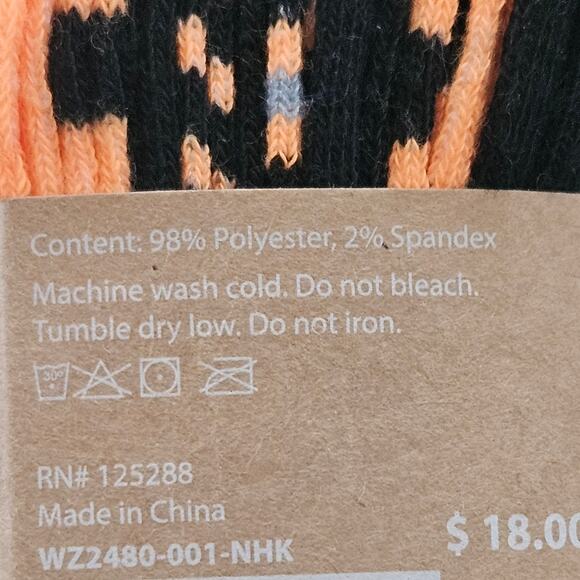 Content: 98% Polyester, 2% Spandex
Machine wash cold. Do not bleach.
Tumble dry low. Do not iron.
30°
RN# 125288
Made in China
$ 18.00
WZ2480-001-NHK